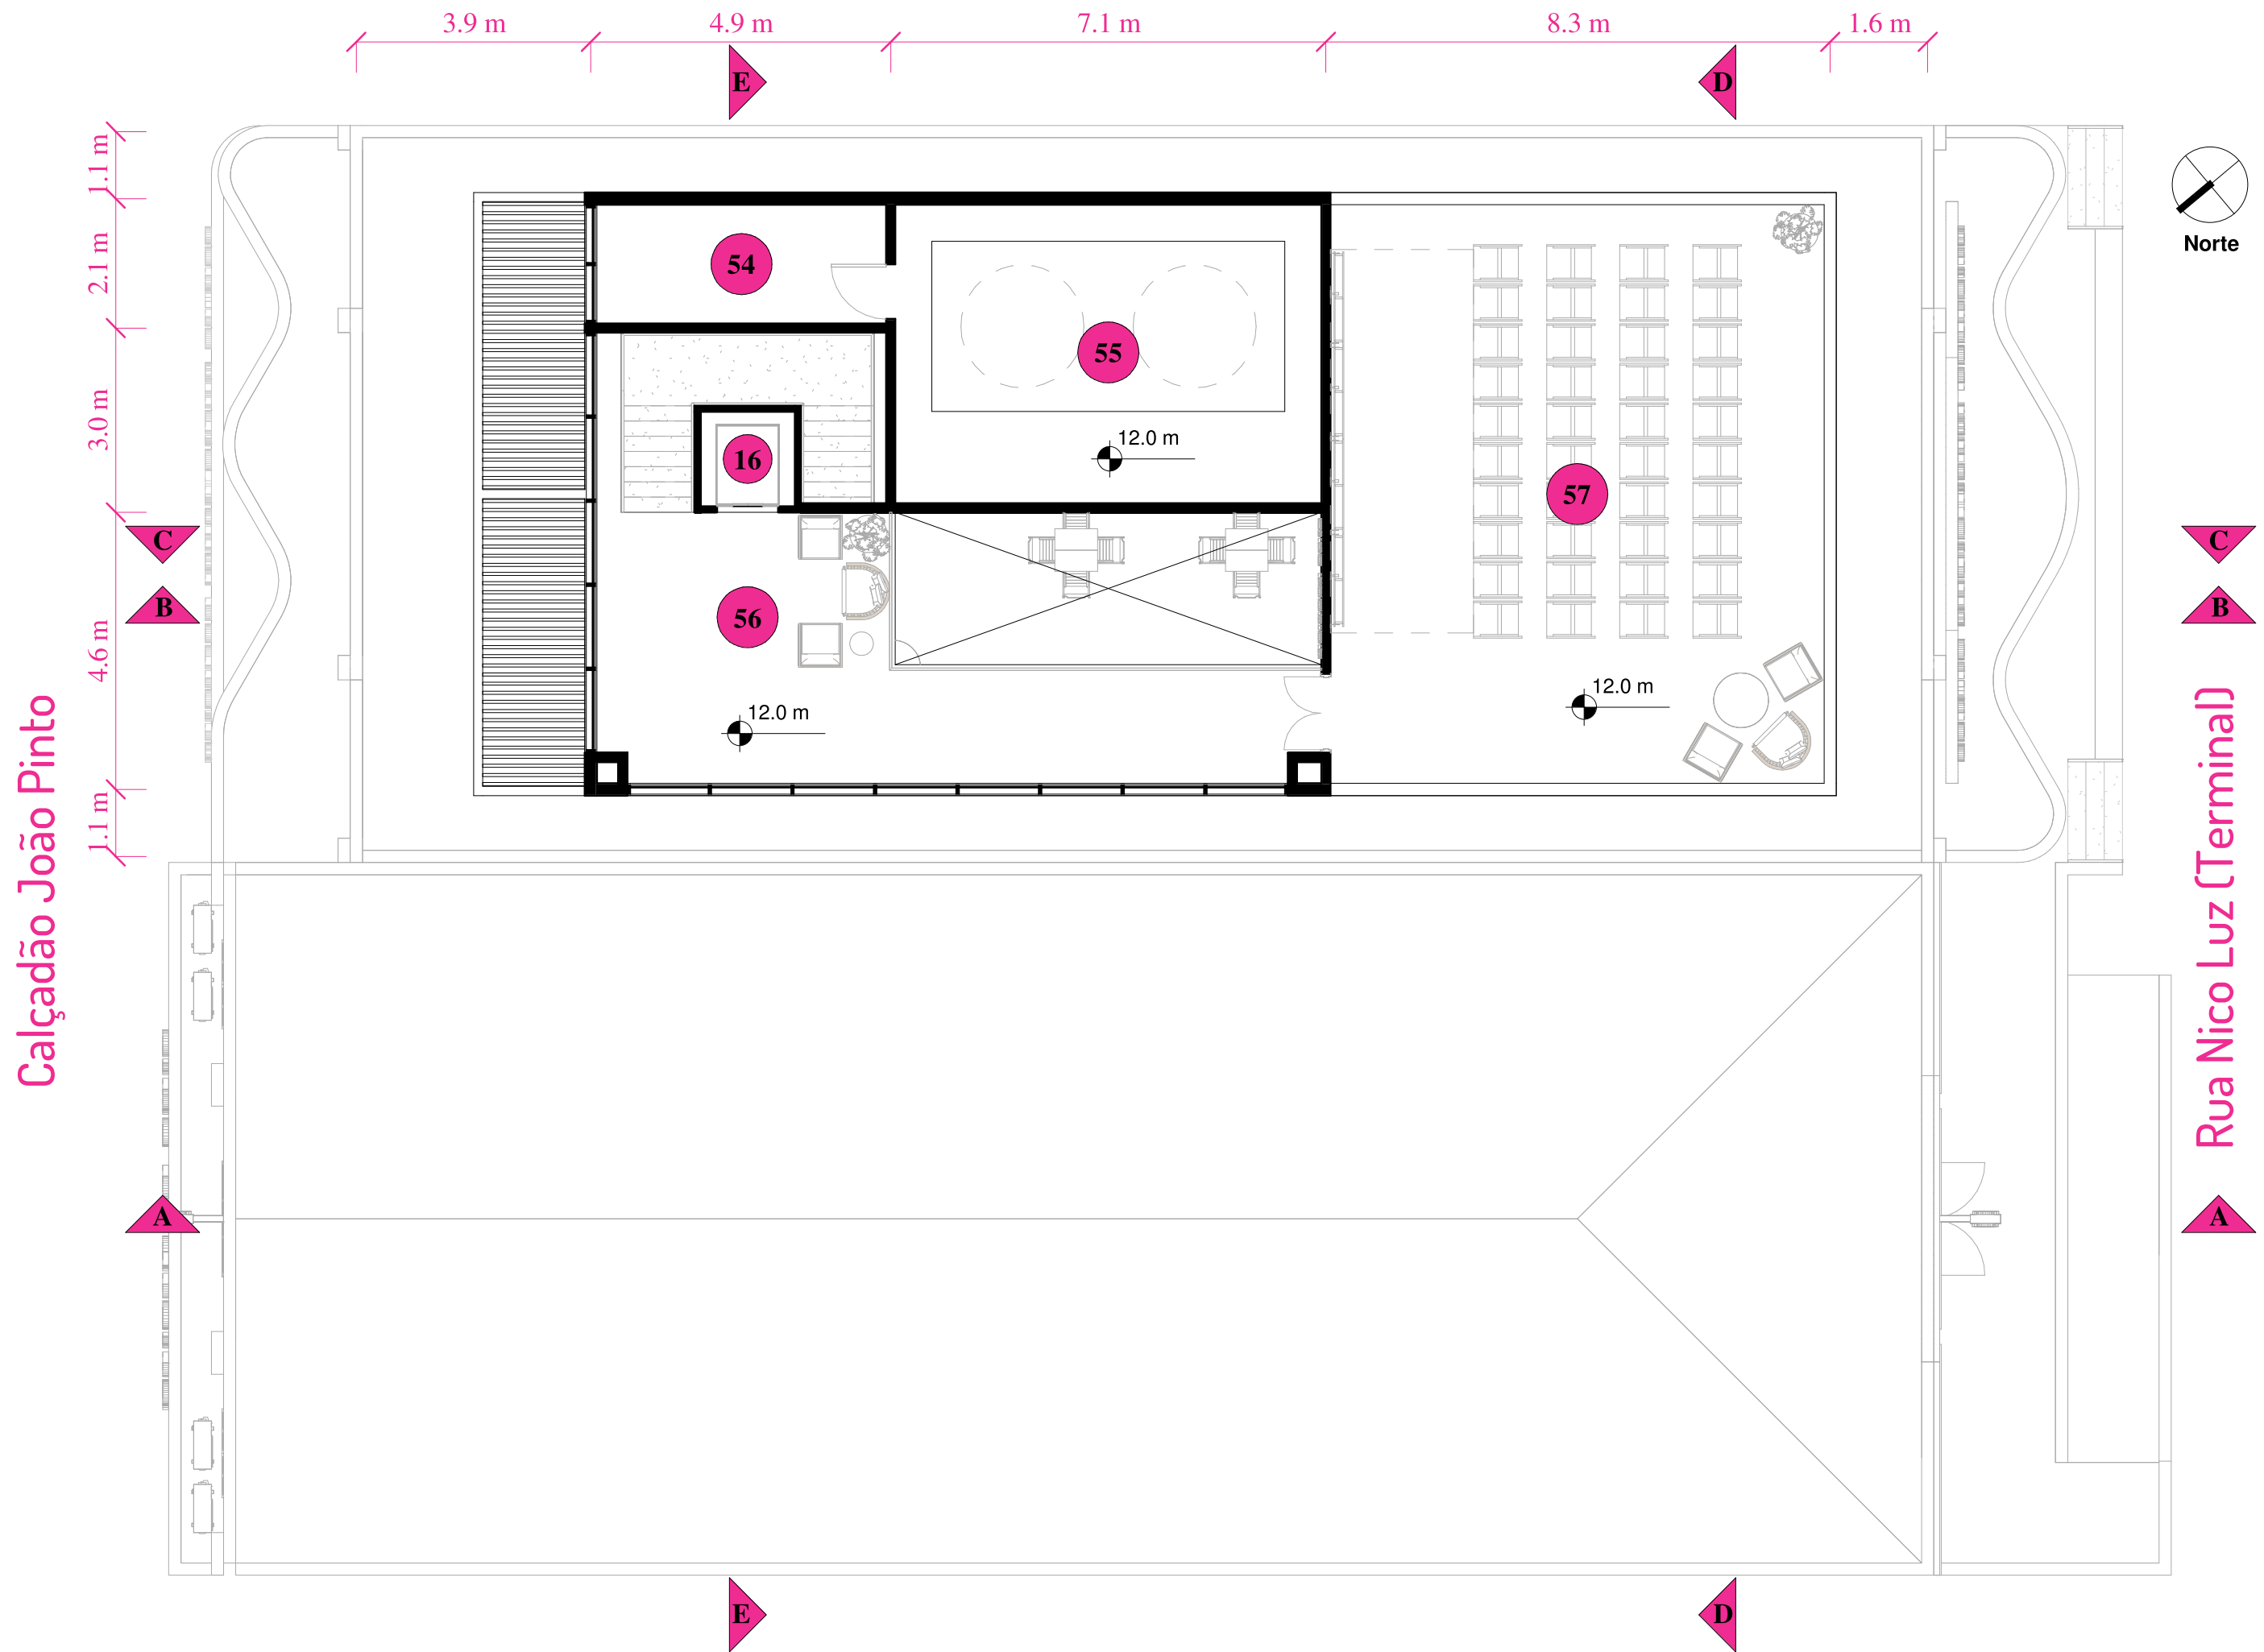 3.9 m 4.9 m 7.1 m 8.3 m 1.6 m
E D
1.1 m
2.1 m
3.0 m
4.6 m
1.1 m
Norte
54
55
16
12.0 m
57
C C
B B
56
12.0 m
12.0 m
Calçadão João Pinto
Rua Nico Luz (Terminal)
A A
E D